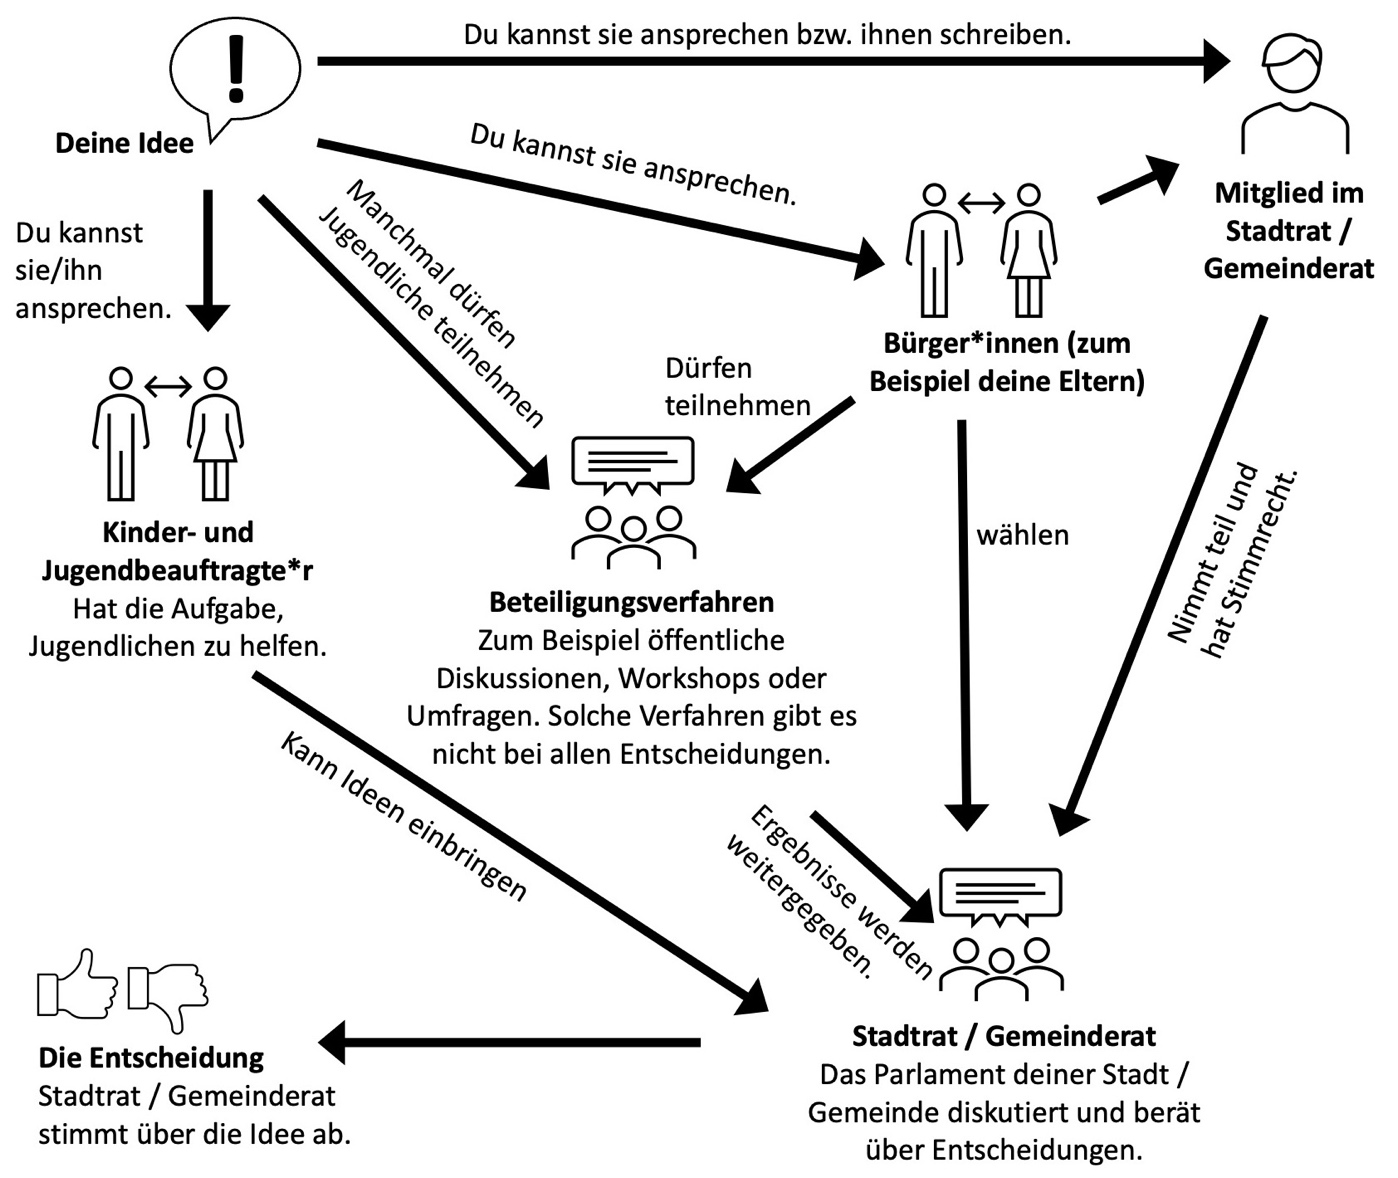 Du kannst sie ansprechen bzw. ihnen schreiben.
!
Deine Idee
Du kannst sie ansprechen.
Manchmal dürfen
Jugendliche teilnehmen
Du kannst
sie/ihn
ansprechen.
Mitglied im
Stadtrat /
Gemeinderat
Bürger*innen (zum
Beispiel deine Eltern)
Dürfen
teilnehmen
wählen
Nimmt teil und
hat Stimmrecht.
Kinder- und
Jugendbeauftragte*r
Hat die Aufgabe,
Jugendlichen zu helfen.
Beteiligungsverfahren
Zum Beispiel öffentliche
Diskussionen, Workshops oder
Umfragen. Solche Verfahren gibt es
nicht bei allen Entscheidungen.
Kann Ideen einbringen
Ergebnisse werden
weitergegeben.
Stadtrat / Gemeinderat
Das Parlament deiner Stadt /
Gemeinde diskutiert und berät
über Entscheidungen.
Die Entscheidung
Stadtrat / Gemeinderat
stimmt über die Idee ab.